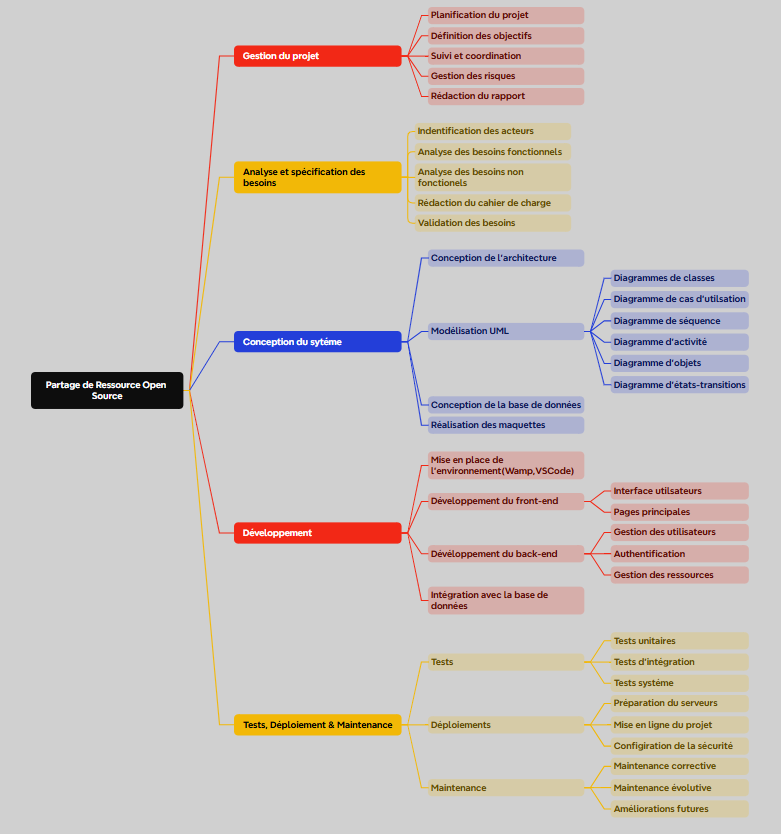 Partage de Ressource Open
Source
Gestion du projet
Planification du projet
Définition des objectifs
Suivi et coordination
Gestion des risques
Rédaction du rapport
Analyse et spécification des
besoins
Indentification des acteurs
Analyse des besoins fonctionnels
Analyse des besoins non
fonctionels
Rédaction du cahier de charge
Validation des besoins
Conception du sytéme
Conception de l'architecture
Modélisation UML
Diagrammes de classes
Diagramme de cas d'utilsation
Diagramme de séquence
Diagramme d'activité
Diagramme d'objets
Diagramme d'états-transitions
Conception de la base de données
Réalisation des maquettes
Développement
Mise en place de
l'environnement(Wamp,VSCode)
Développement du front-end
Interface utilsateurs
Pages principales
Dévéloppement du back-end
Gestion des utilisateurs
Authentification
Gestion des ressources
Intégration avec la base de
données
Tests, Déploiement & Maintenance
Tests
Tests unitaires
Tests d'intégration
Tests systéme
Déploiements
Préparation du serveurs
Mise en ligne du projet
Configiration de la sécurité
Maintenance
Maintenance corrective
Maintenance évolutive
Améliorations futures